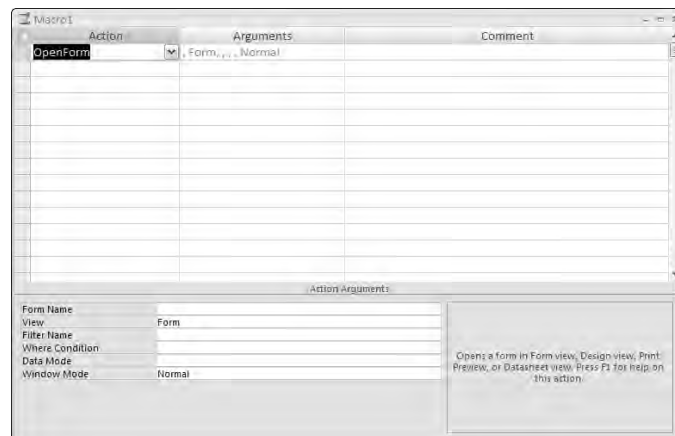 Macro1
Action Arguments Comment
OpenForm , Form, , , , Normal
Action Arguments
Form Name
View Form
Filter Name
Where Condition
Data Mode
Window Mode Normal
Opens a form in Form view, Design view, Print
Preview, or Datasheet view. Press F1 for help on
this action.